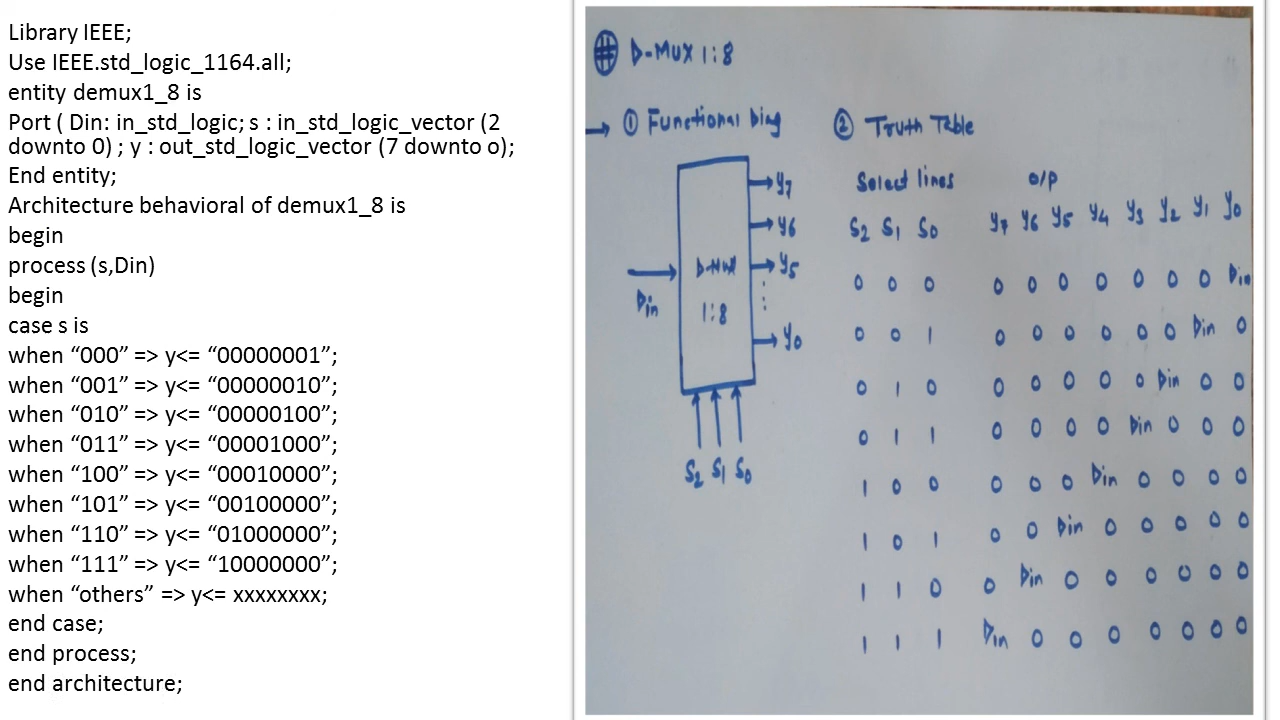 Library IEEE;
Use IEEE.std_logic_1164.all;
entity demux1_8 is
Port ( Din: in_std_logic; s : in_std_logic_vector (2
downto 0) ; y : out_std_logic_vector (7 downto o);
End entity;
Architecture behavioral of demux1_8 is
begin
process (s,Din)
begin
case s is
when “000” => y<= “00000001”;
when “001” => y<= “00000010”;
when “010” => y<= “00000100”;
when “011” => y<= “00001000”;
when “100” => y<= “00010000”;
when “101” => y<= “00100000”;
when “110” => y<= “01000000”;
when “111” => y<= “10000000”;
when “others” => y<= xxxxxxxx;
end case;
end process;
end architecture;
# D-MUX 1:8
→ ① Functional Diag
Y7
Y6
Y5
Y0
Din
D-MUX
1:8
S2 S1 S0
② Truth Table
Select lines O/P
S2 S1 S0 Y7 Y6 Y5 Y4 Y3 Y2 Y1 Y0
0 0 0 0 0 0 0 0 0 0 Din
0 0 1 0 0 0 0 0 0 Din 0
0 1 0 0 0 0 0 0 Din 0 0
0 1 1 0 0 0 0 Din 0 0 0
1 0 0 0 0 0 Din 0 0 0 0
1 0 1 0 0 Din 0 0 0 0 0
1 1 0 0 Din 0 0 0 0 0 0
1 1 1 Din 0 0 0 0 0 0 0